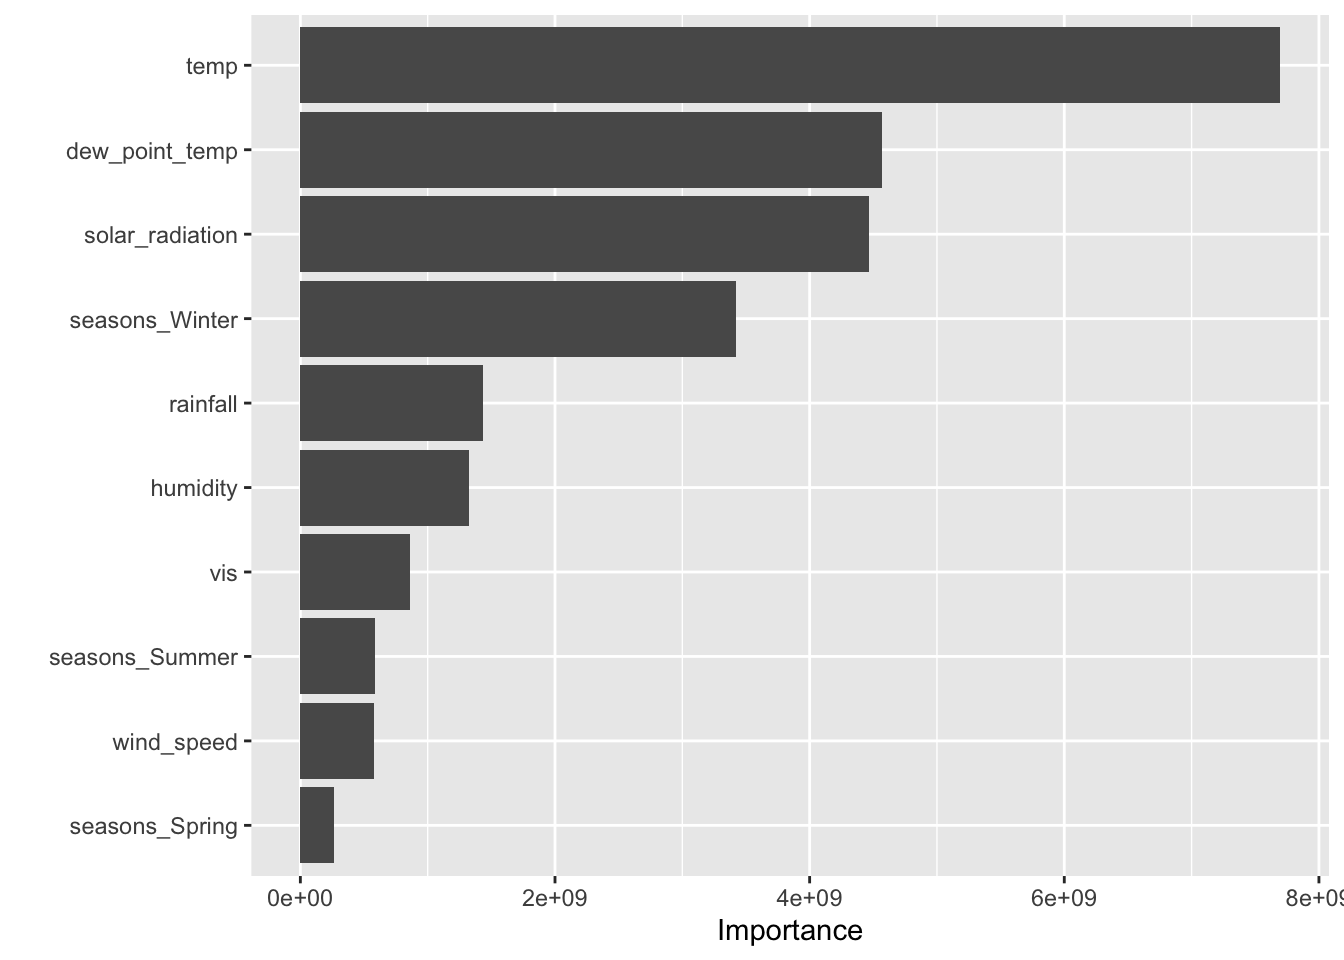 temp
dew_point_temp
solar_radiation
seasons_Winter
rainfall
humidity
vis
seasons_Summer
wind_speed
seasons_Spring
0e+00 2e+09 4e+09 6e+09 8e+09
Importance